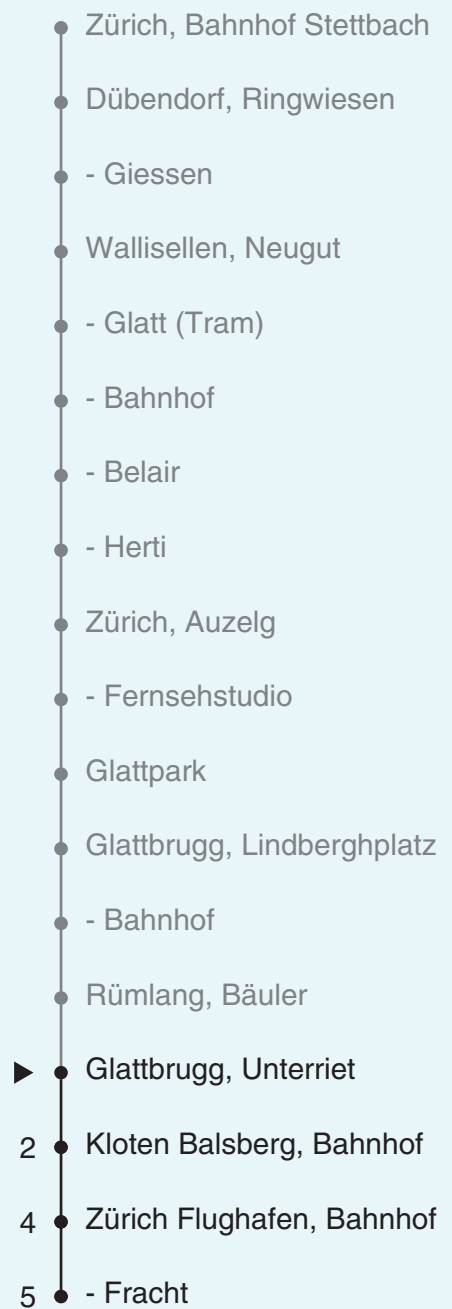 Zürich, Bahnhof Stettbach
Dübendorf, Ringwiesen
- Giessen
Wallisellen, Neugut
- Glatt (Tram)
- Bahnhof
- Belair
- Herti
Zürich, Auzelg
- Fernsehstudio
Glattpark
Glattbrugg, Lindberghplatz
- Bahnhof
Rümlang, Bäuler
Glattbrugg, Unterriet
2 Kloten Balsberg, Bahnhof
4 Zürich Flughafen, Bahnhof
5 - Fracht